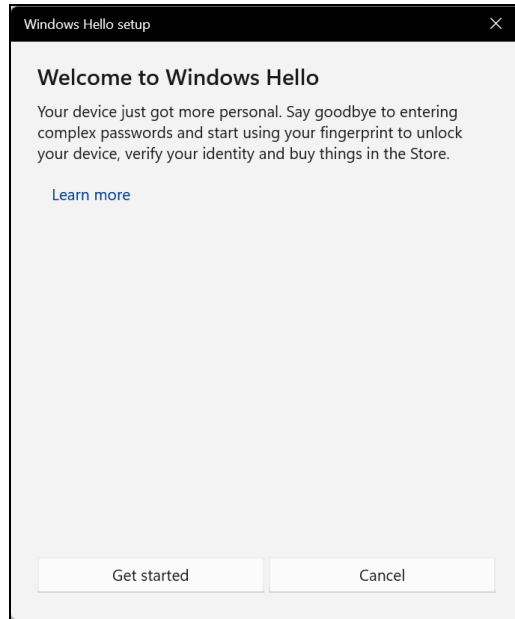 Windows Hello setup
Welcome to Windows Hello
Your device just got more personal. Say goodbye to entering
complex passwords and start using your fingerprint to unlock
your device, verify your identity and buy things in the Store.
Learn more
Get started
Cancel